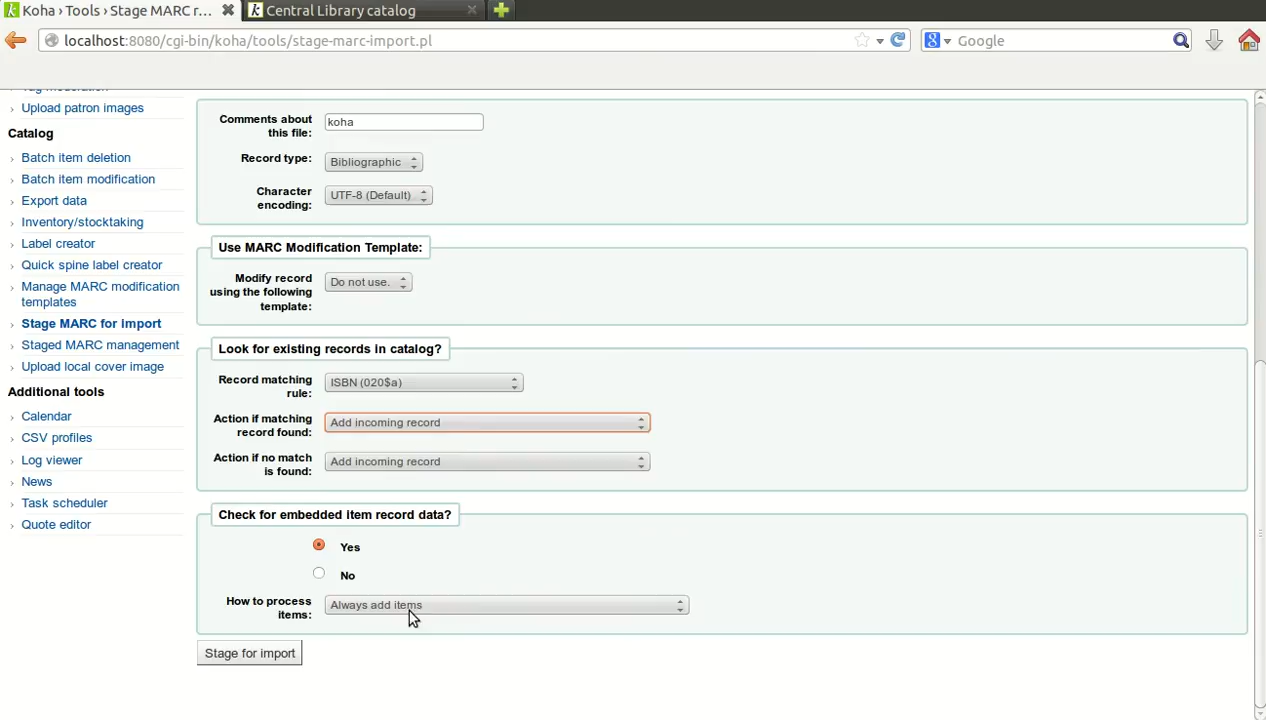 Koha › Tools › Stage MARC r...
Central Library catalog
localhost:8080/cgi-bin/koha/tools/stage-marc-import.pl
Google
Tag moderation
Upload patron images
Catalog
Batch item deletion
Batch item modification
Export data
Inventory/stocktaking
Label creator
Quick spine label creator
Manage MARC modification
templates
Stage MARC for import
Staged MARC management
Upload local cover image
Additional tools
Calendar
CSV profiles
Log viewer
News
Task scheduler
Quote editor
Comments about
this file:
koha
Record type:
Bibliographic
Character
encoding:
UTF-8 (Default)
Use MARC Modification Template:
Modify record
using the following
template:
Do not use.
Look for existing records in catalog?
Record matching
rule:
ISBN (020$a)
Action if matching
record found:
Add incoming record
Action if no match
is found:
Add incoming record
Check for embedded item record data?
Yes
No
How to process
items:
Always add items
Stage for import